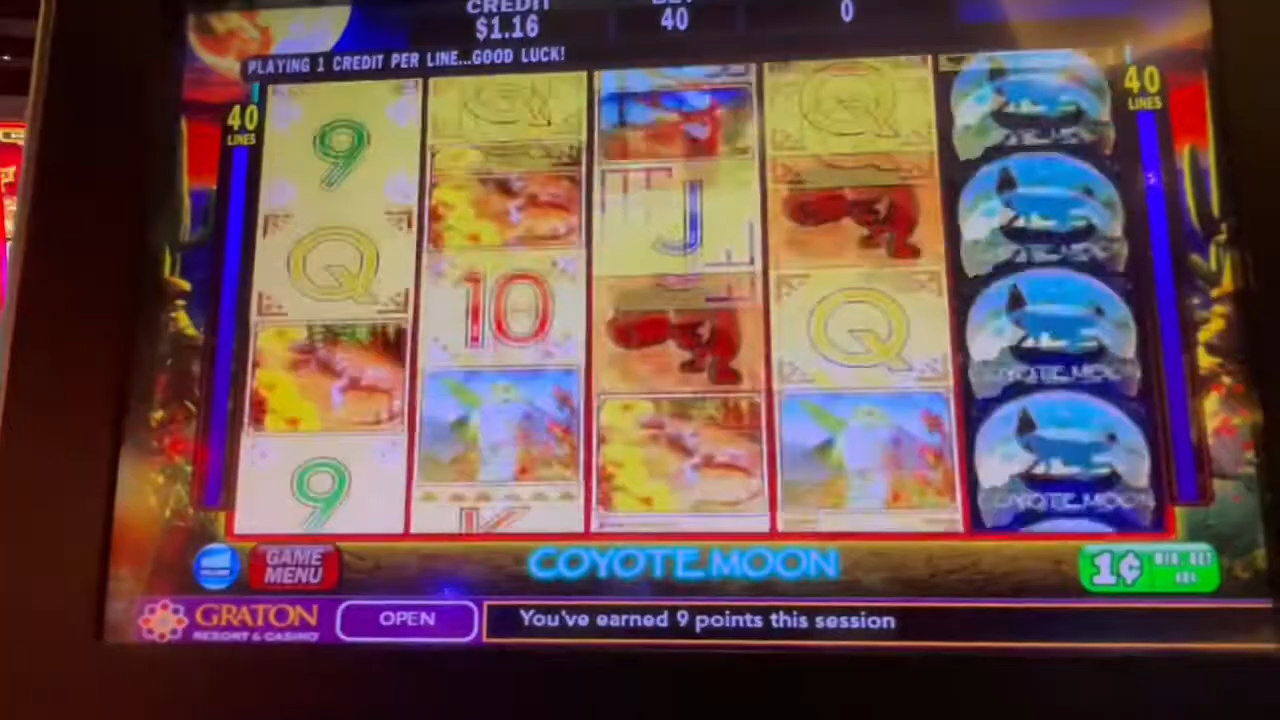 CREDIT
$1.16
40
0
PLAYING 1 CREDIT PER LINE...GOOD LUCK!
40
LINES
40
LINES
9
Q
Q
J
10
Q
Q
9
K
COYOTE MOON
COYOTE MOON
GAME
MENU
COYOTE MOON
1¢
GRATON
RESORT & CASINO
OPEN
You've earned 9 points this session